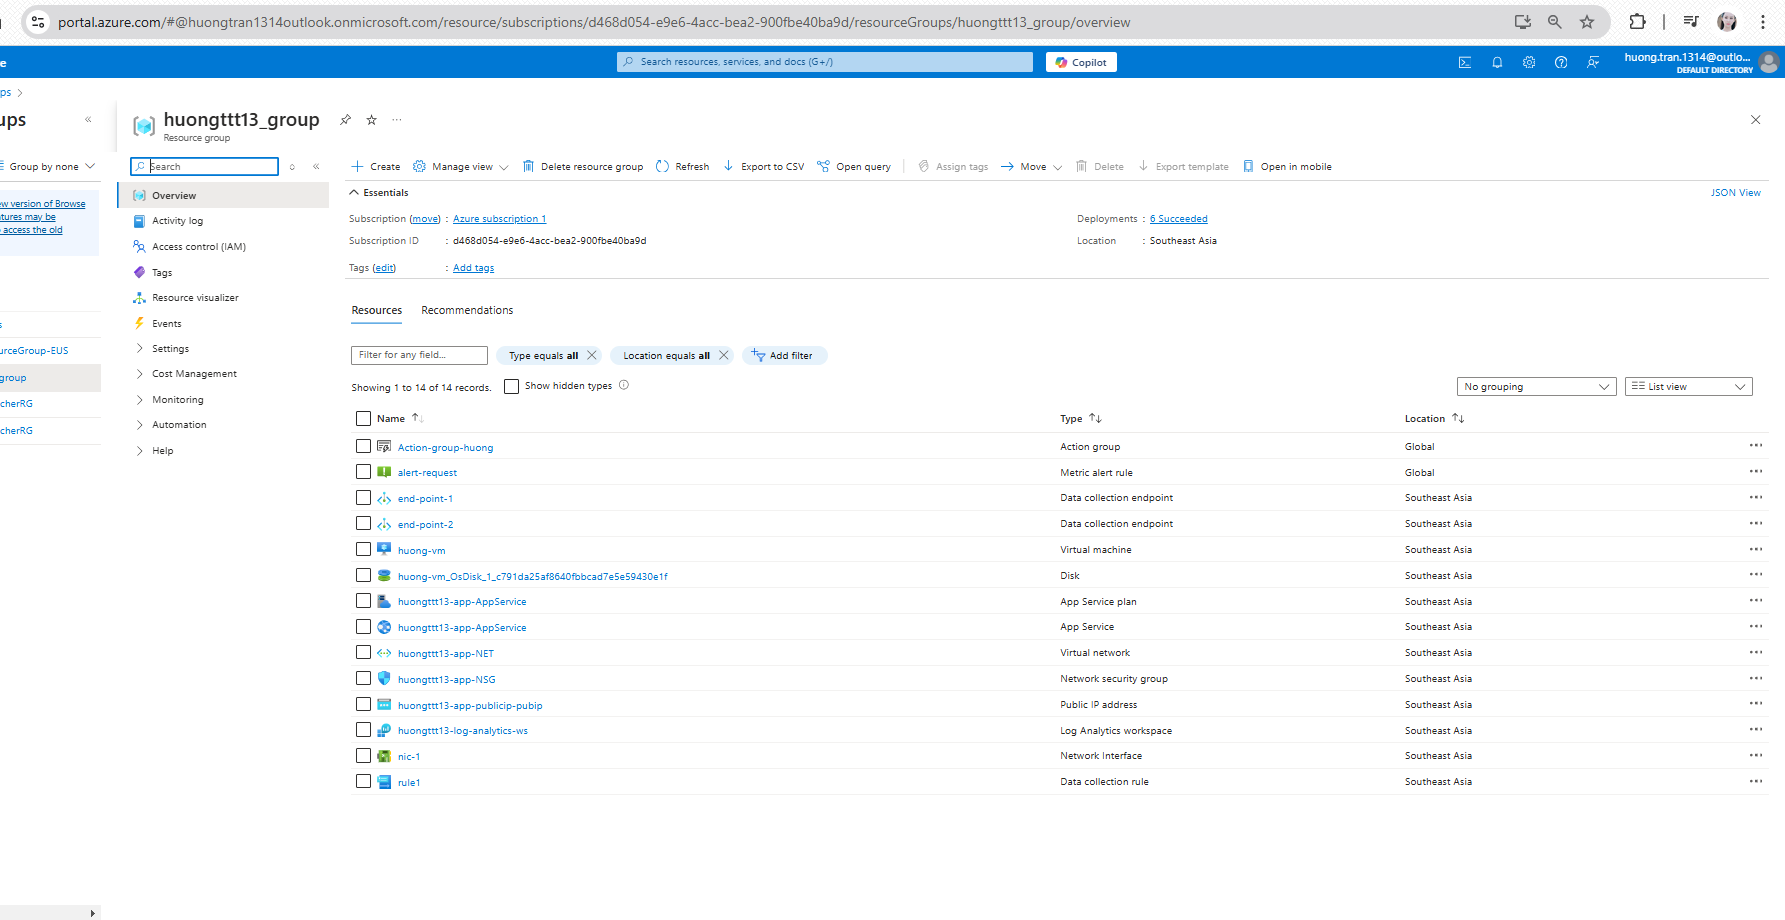 portal.azure.com/#@huongtran1314outlook.onmicrosoft.com/resource/subscriptions/d468d054-e9e6-4acc-bea2-900fbe40ba9d/resourceGroups/huongttt13_group/overview
e
Search resources, services, and docs (G+/)
Copilot
huong.tran.1314@outlo...
DEFAULT DIRECTORY
ps >
ups
«
Group by none
ew version of Browse
atures may be
access the old
s
urceGroup-EUS
group
cherRG
cherRG
huongttt13_group
Resource group
Search
«
Overview
Activity log
Access control (IAM)
Tags
Resource visualizer
Events
Settings
Cost Management
Monitoring
Automation
Help
Create
Manage view
Delete resource group
Refresh
Export to CSV
Open query
Assign tags
Move
Delete
Export template
Open in mobile
Essentials
JSON View
Subscription (move) : Azure subscription 1
Subscription ID : d468d054-e9e6-4acc-bea2-900fbe40ba9d
Tags (edit) : Add tags
Deployments : 6 Succeeded
Location : Southeast Asia
Resources Recommendations
Filter for any field...
Type equals all
Location equals all
Add filter
Showing 1 to 14 of 14 records.
Show hidden types
No grouping
List view
Name ↑↓ Type ↑↓ Location ↑↓
Action-group-huong Action group Global ···
alert-request Metric alert rule Global ···
end-point-1 Data collection endpoint Southeast Asia ···
end-point-2 Data collection endpoint Southeast Asia ···
huong-vm Virtual machine Southeast Asia ···
huong-vm_OsDisk_1_c791da25af8640fbbcad7e5e59430e1f Disk Southeast Asia ···
huongttt13-app-AppService App Service plan Southeast Asia ···
huongttt13-app-AppService App Service Southeast Asia ···
huongttt13-app-NET Virtual network Southeast Asia ···
huongttt13-app-NSG Network security group Southeast Asia ···
huongttt13-app-publicip-pubip Public IP address Southeast Asia ···
huongttt13-log-analytics-ws Log Analytics workspace Southeast Asia ···
nic-1 Network Interface Southeast Asia ···
rule1 Data collection rule Southeast Asia ···